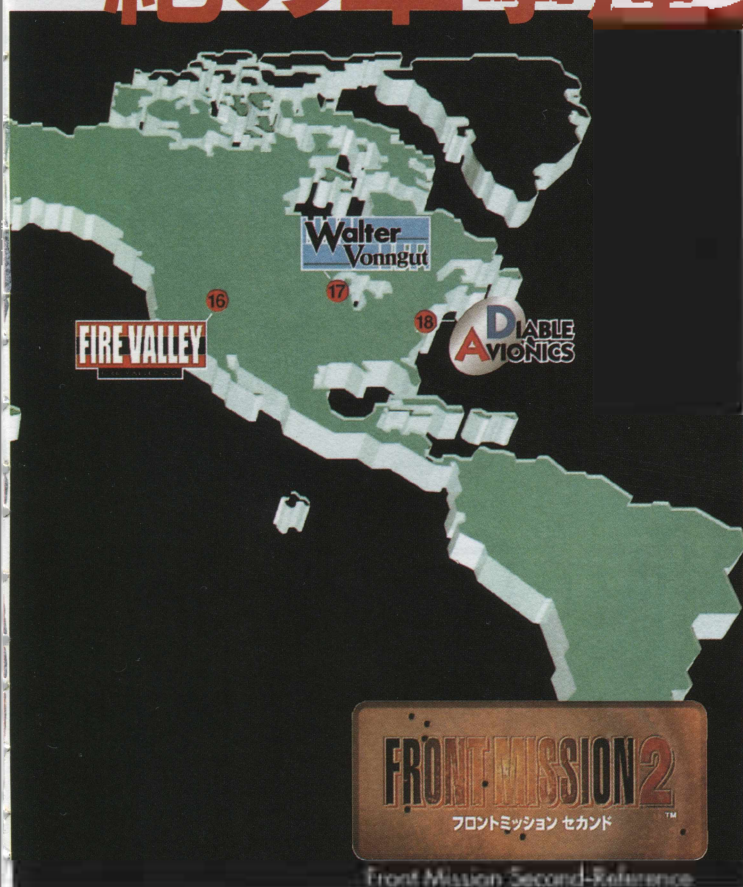 Walter
Vonngut
16
17
18
FIRE VALLEY
DIABLE
AVIONICS
FRONT MISSION 2
TM
フロントミッション セカンド
Front Mission Second-Reference